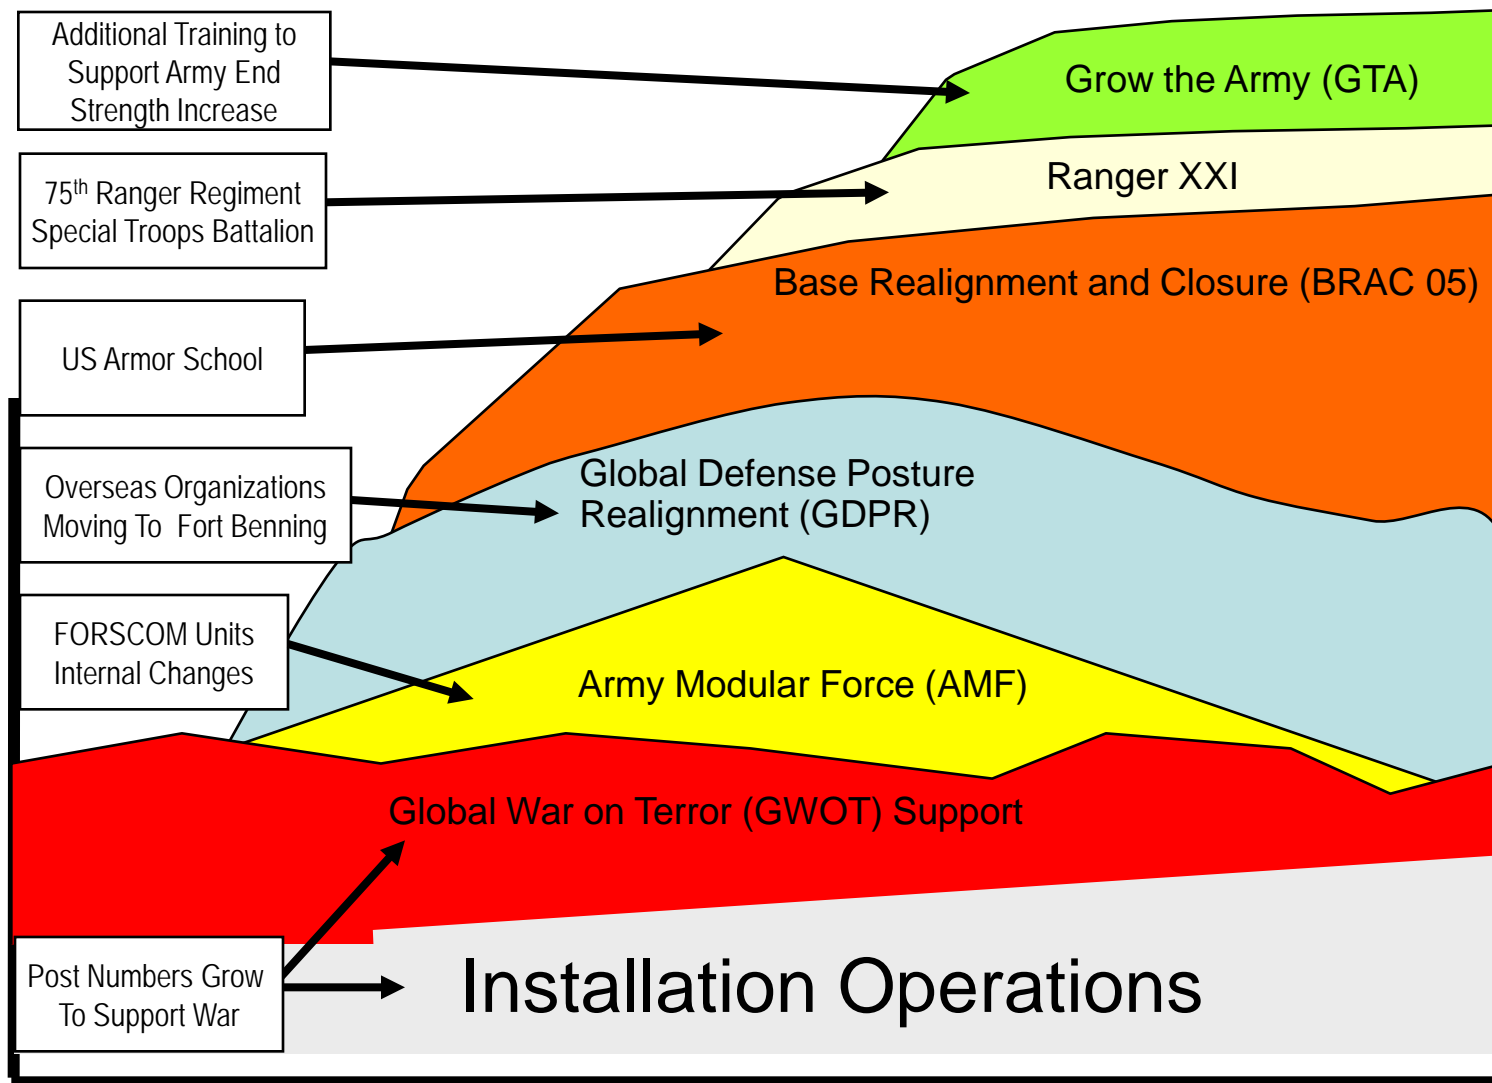 Additional Training to
Support Army End
Strength Increase
Grow the Army (GTA)
75th Ranger Regiment
Special Troops Battalion
Ranger XXI
Base Realignment and Closure (BRAC 05)
US Armor School
Overseas Organizations
Moving To Fort Benning
Global Defense Posture
Realignment (GDPR)
FORSCOM Units
Internal Changes
Army Modular Force (AMF)
Global War on Terror (GWOT) Support
Post Numbers Grow
To Support War
Installation Operations